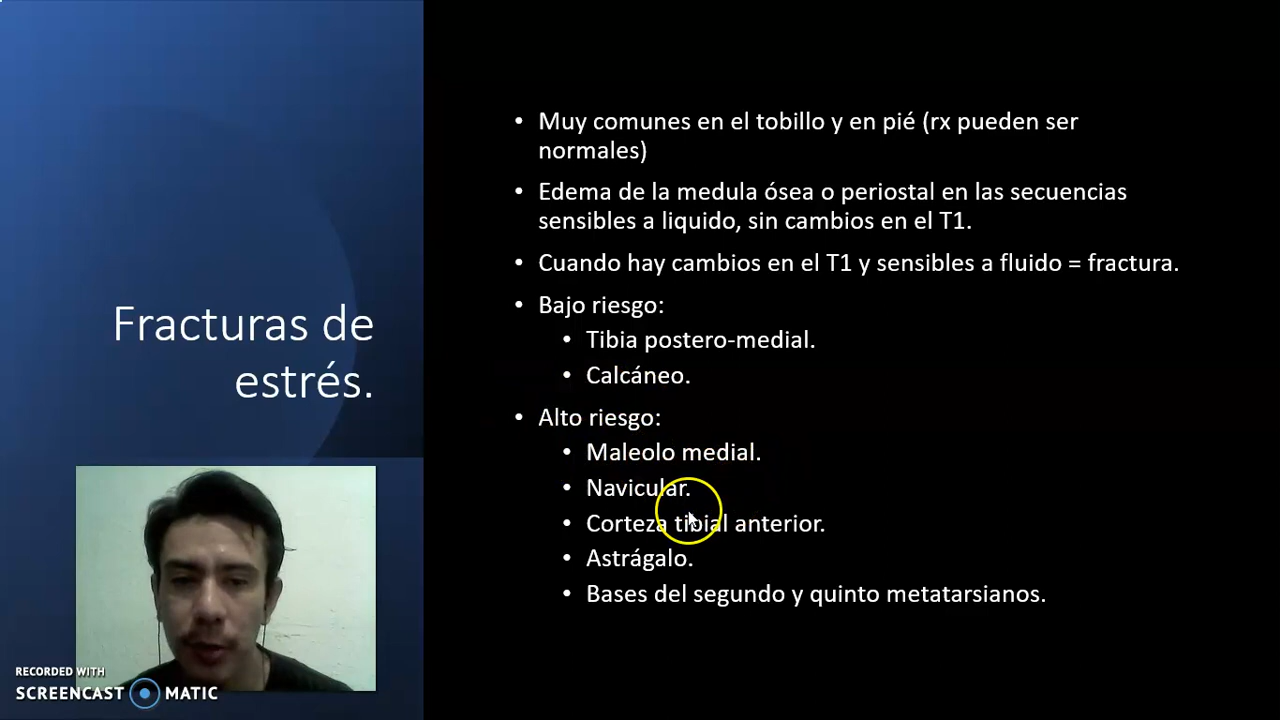 Fracturas de
estrés.
• Muy comunes en el tobillo y en pié (rx pueden ser
normales)
• Edema de la medula ósea o periostal en las secuencias
sensibles a liquido, sin cambios en el T1.
• Cuando hay cambios en el T1 y sensibles a fluido = fractura.
• Bajo riesgo:
• Tibia postero-medial.
• Calcáneo.
• Alto riesgo:
• Maleolo medial.
• Navicular.
• Corteza tibial anterior.
• Astrágalo.
• Bases del segundo y quinto metatarsianos.
RECORDED WITH
SCREENCAST MATIC